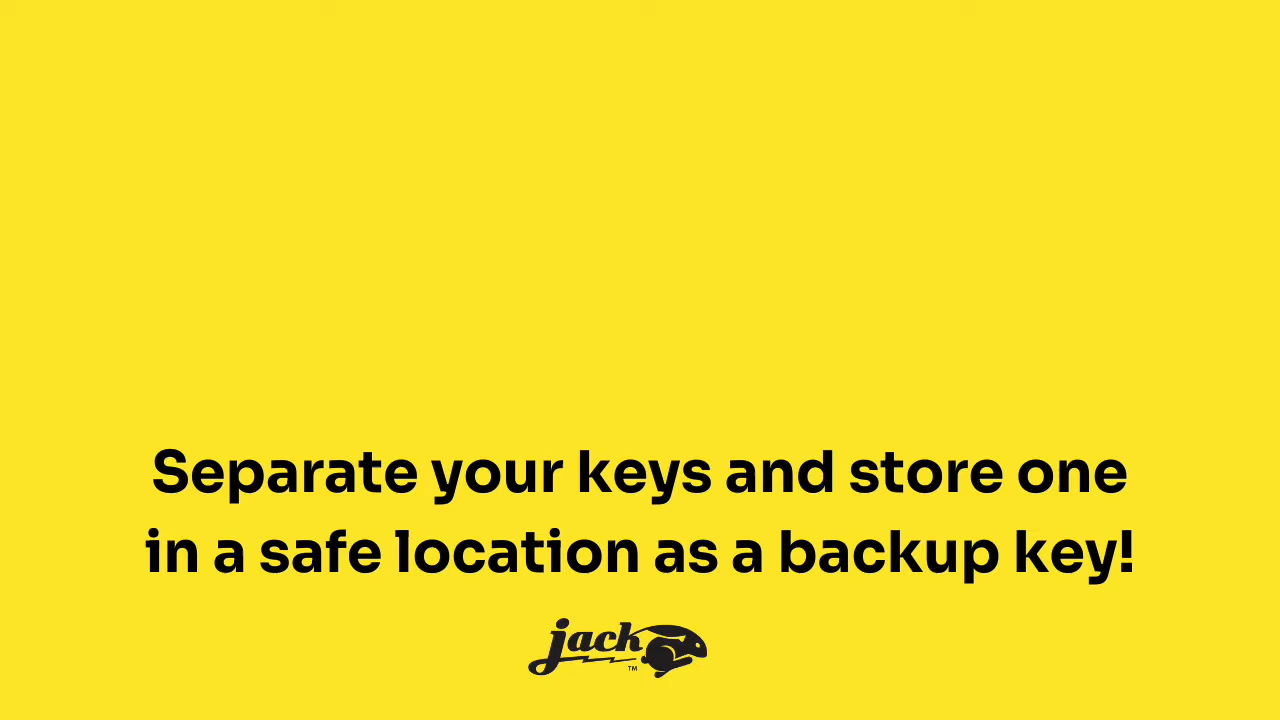 Separate your keys and store one
in a safe location as a backup key!
jack
TM